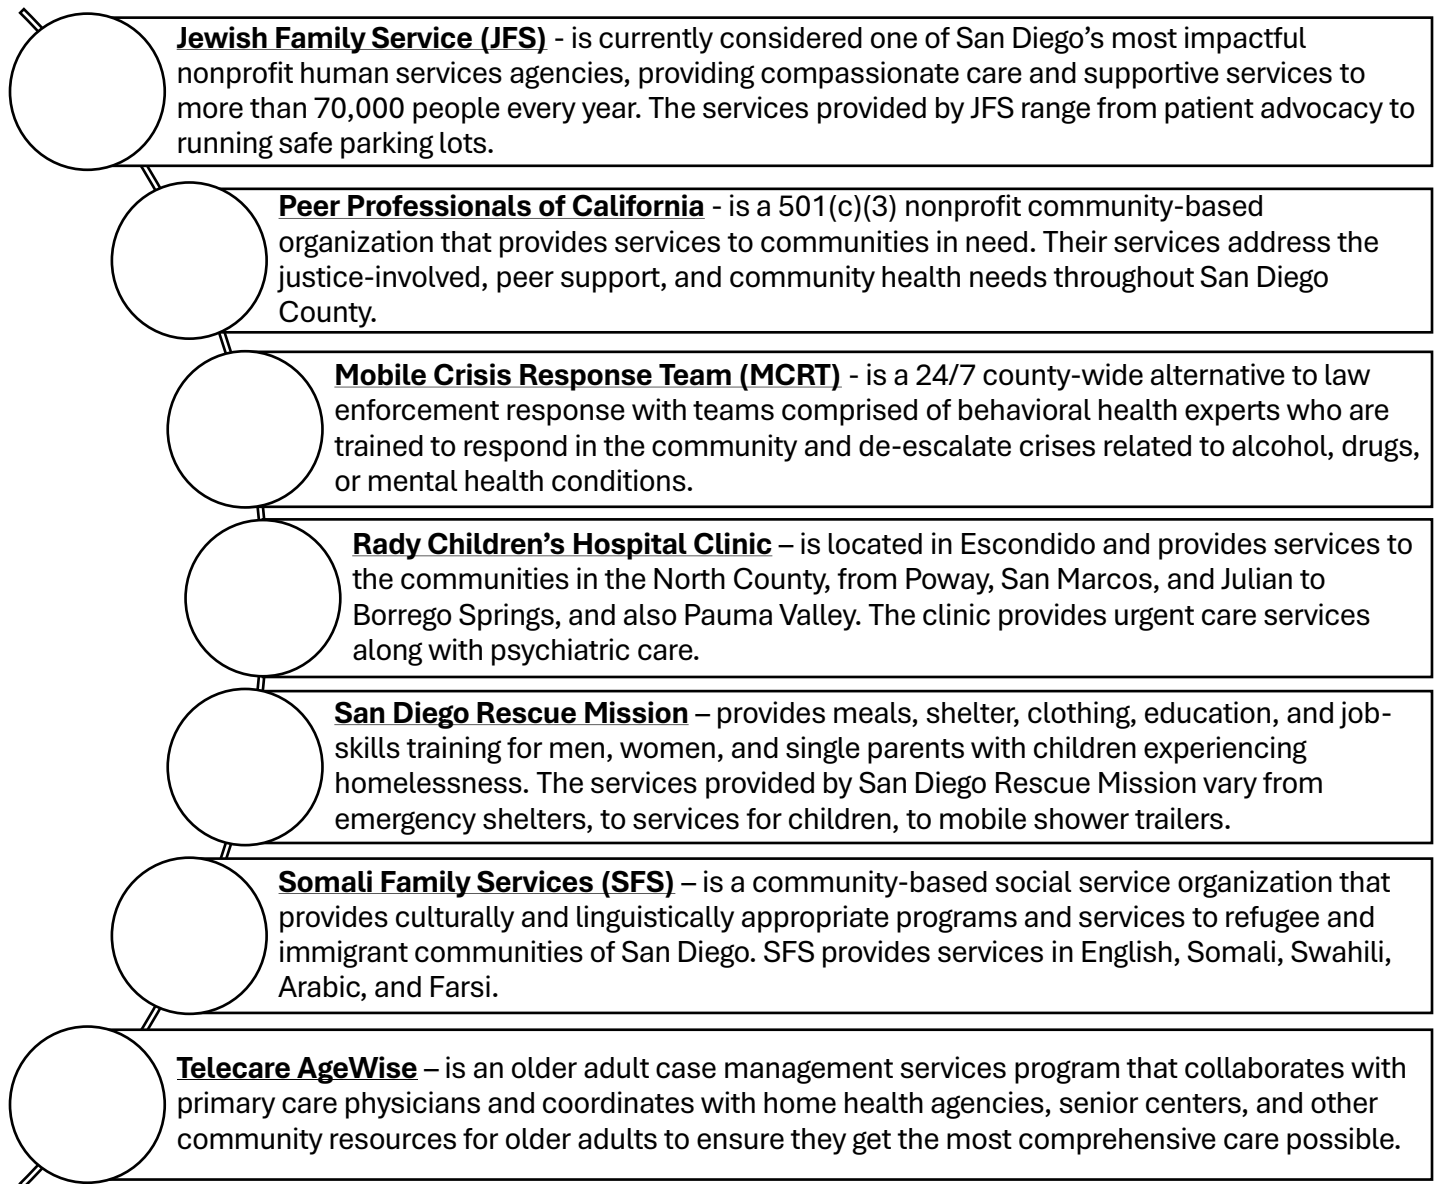 Jewish Family Service (JFS) - is currently considered one of San Diego’s most impactful
nonprofit human services agencies, providing compassionate care and supportive services to
more than 70,000 people every year. The services provided by JFS range from patient advocacy to
running safe parking lots.
Peer Professionals of California - is a 501(c)(3) nonprofit community-based
organization that provides services to communities in need. Their services address the
justice-involved, peer support, and community health needs throughout San Diego
County.
Mobile Crisis Response Team (MCRT) - is a 24/7 county-wide alternative to law
enforcement response with teams comprised of behavioral health experts who are
trained to respond in the community and de-escalate crises related to alcohol, drugs,
or mental health conditions.
Rady Children’s Hospital Clinic – is located in Escondido and provides services to
the communities in the North County, from Poway, San Marcos, and Julian to
Borrego Springs, and also Pauma Valley. The clinic provides urgent care services
along with psychiatric care.
San Diego Rescue Mission – provides meals, shelter, clothing, education, and job-
skills training for men, women, and single parents with children experiencing
homelessness. The services provided by San Diego Rescue Mission vary from
emergency shelters, to services for children, to mobile shower trailers.
Somali Family Services (SFS) – is a community-based social service organization that
provides culturally and linguistically appropriate programs and services to refugee and
immigrant communities of San Diego. SFS provides services in English, Somali, Swahili,
Arabic, and Farsi.
Telecare AgeWise – is an older adult case management services program that collaborates with
primary care physicians and coordinates with home health agencies, senior centers, and other
community resources for older adults to ensure they get the most comprehensive care possible.